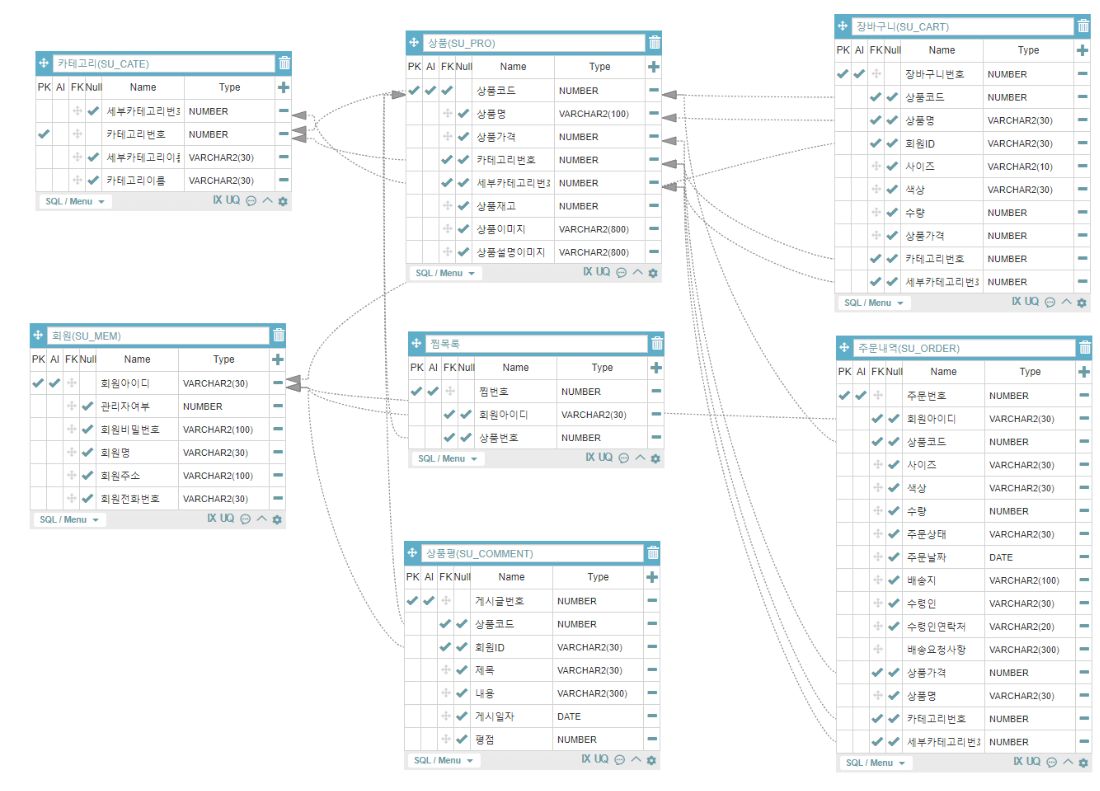 카테고리(SU_CATE)
PK AI FK Null Name Type
세부카테고리번호 NUMBER
카테고리번호 NUMBER
세부카테고리이름 VARCHAR2(30)
카테고리이름 VARCHAR2(30)
SQL / Menu IX UQ
상품(SU_PRO)
PK AI FK Null Name Type
상품코드 NUMBER
상품명 VARCHAR2(100)
상품가격 NUMBER
카테고리번호 NUMBER
세부카테고리번호 NUMBER
상품재고 NUMBER
상품이미지 VARCHAR2(800)
상품설명이미지 VARCHAR2(800)
SQL / Menu IX UQ
장바구니(SU_CART)
PK AI FK Null Name Type
장바구니번호 NUMBER
상품코드 NUMBER
상품명 VARCHAR2(30)
회원ID VARCHAR2(30)
사이즈 VARCHAR2(10)
색상 VARCHAR2(30)
수량 NUMBER
상품가격 NUMBER
카테고리번호 NUMBER
세부카테고리번호 NUMBER
SQL / Menu IX UQ
회원(SU_MEM)
PK AI FK Null Name Type
회원아이디 VARCHAR2(30)
관리자여부 NUMBER
회원비밀번호 VARCHAR2(100)
회원명 VARCHAR2(30)
회원주소 VARCHAR2(100)
회원전화번호 VARCHAR2(30)
SQL / Menu IX UQ
찜목록
PK AI FK Null Name Type
찜번호 NUMBER
회원아이디 VARCHAR2(30)
상품번호 NUMBER
SQL / Menu IX UQ
주문내역(SU_ORDER)
PK AI FK Null Name Type
주문번호 NUMBER
회원아이디 VARCHAR2(30)
상품코드 NUMBER
사이즈 VARCHAR2(30)
색상 VARCHAR2(30)
수량 NUMBER
주문상태 VARCHAR2(30)
주문날짜 DATE
배송지 VARCHAR2(100)
수령인 VARCHAR2(30)
수령인연락처 VARCHAR2(20)
배송요청사항 VARCHAR2(300)
상품가격 NUMBER
상품명 VARCHAR2(30)
카테고리번호 NUMBER
세부카테고리번호 NUMBER
SQL / Menu IX UQ
상품평(SU_COMMENT)
PK AI FK Null Name Type
게시글번호 NUMBER
상품코드 NUMBER
회원ID VARCHAR2(30)
제목 VARCHAR2(30)
내용 VARCHAR2(300)
게시일자 DATE
평점 NUMBER
SQL / Menu IX UQ